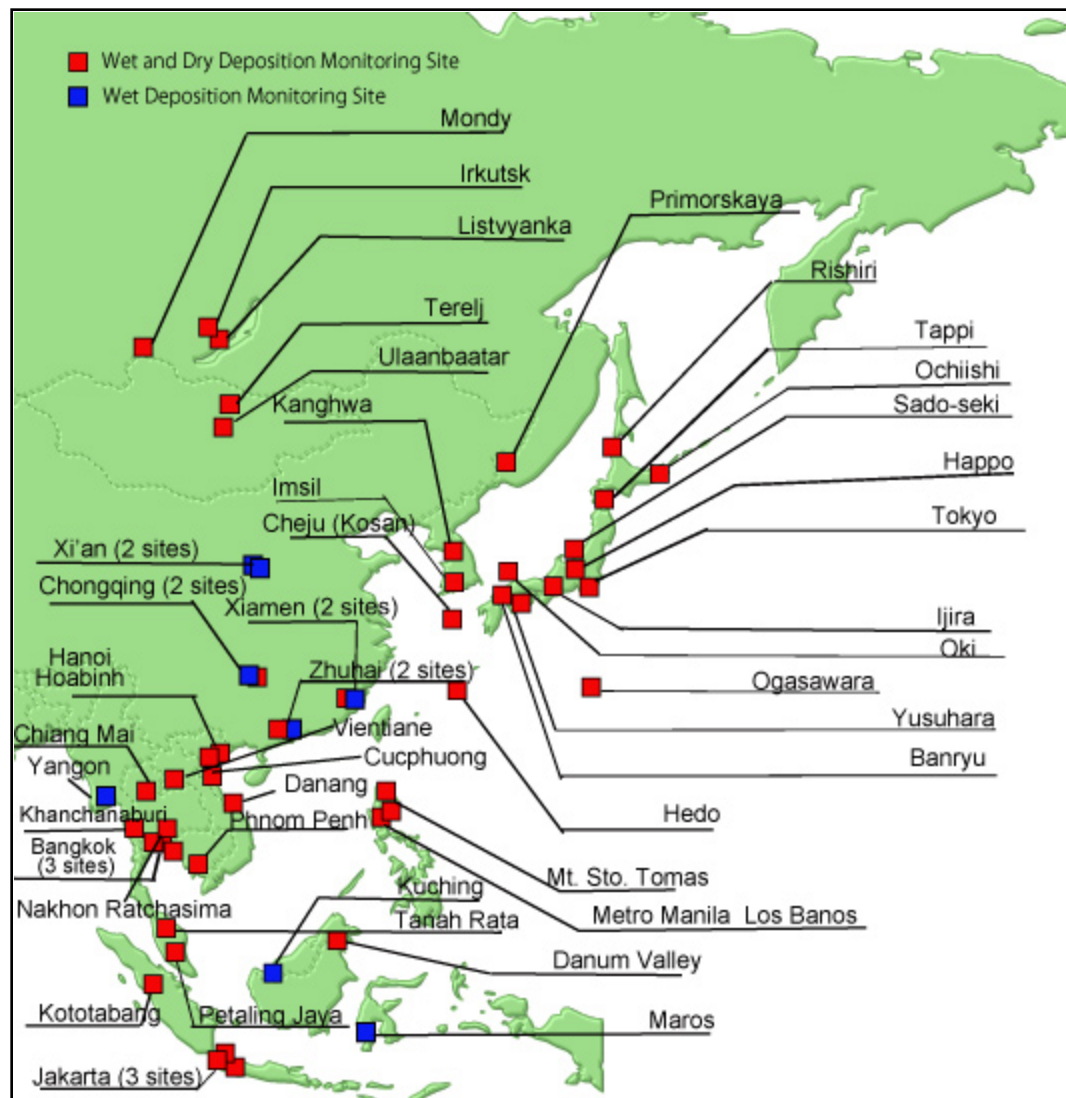 Wet and Dry Deposition Monitoring Site
Wet Deposition Monitoring Site
Mondy
Irkutsk
Primorskaya
Listvyanka
Rishiri
Terelj
Tappi
Ulaanbaatar
Ochiishi
Kanghwa
Sado-seki
Happo
Imsil
Cheju (Kosan)
Tokyo
Xi'an (2 sites)
Chongqing (2 sites)
Xiamen (2 sites)
Ijira
Oki
Hanoi
Hoabinh
Zhuhai (2 sites)
Ogasawara
Yusuhara
Chiang Mai
Vientiane
Cucphuong
Banryu
Yangon
Danang
Khanchanaburi
Phnom Penh
Hedo
Bangkok
(3 sites)
Mt. Sto. Tomas
Kuching
Nakhon Ratchasima
Tanah Rata
Metro Manila Los Banos
Danum Valley
Kototabang
Petaling Jaya
Maros
Jakarta (3 sites)